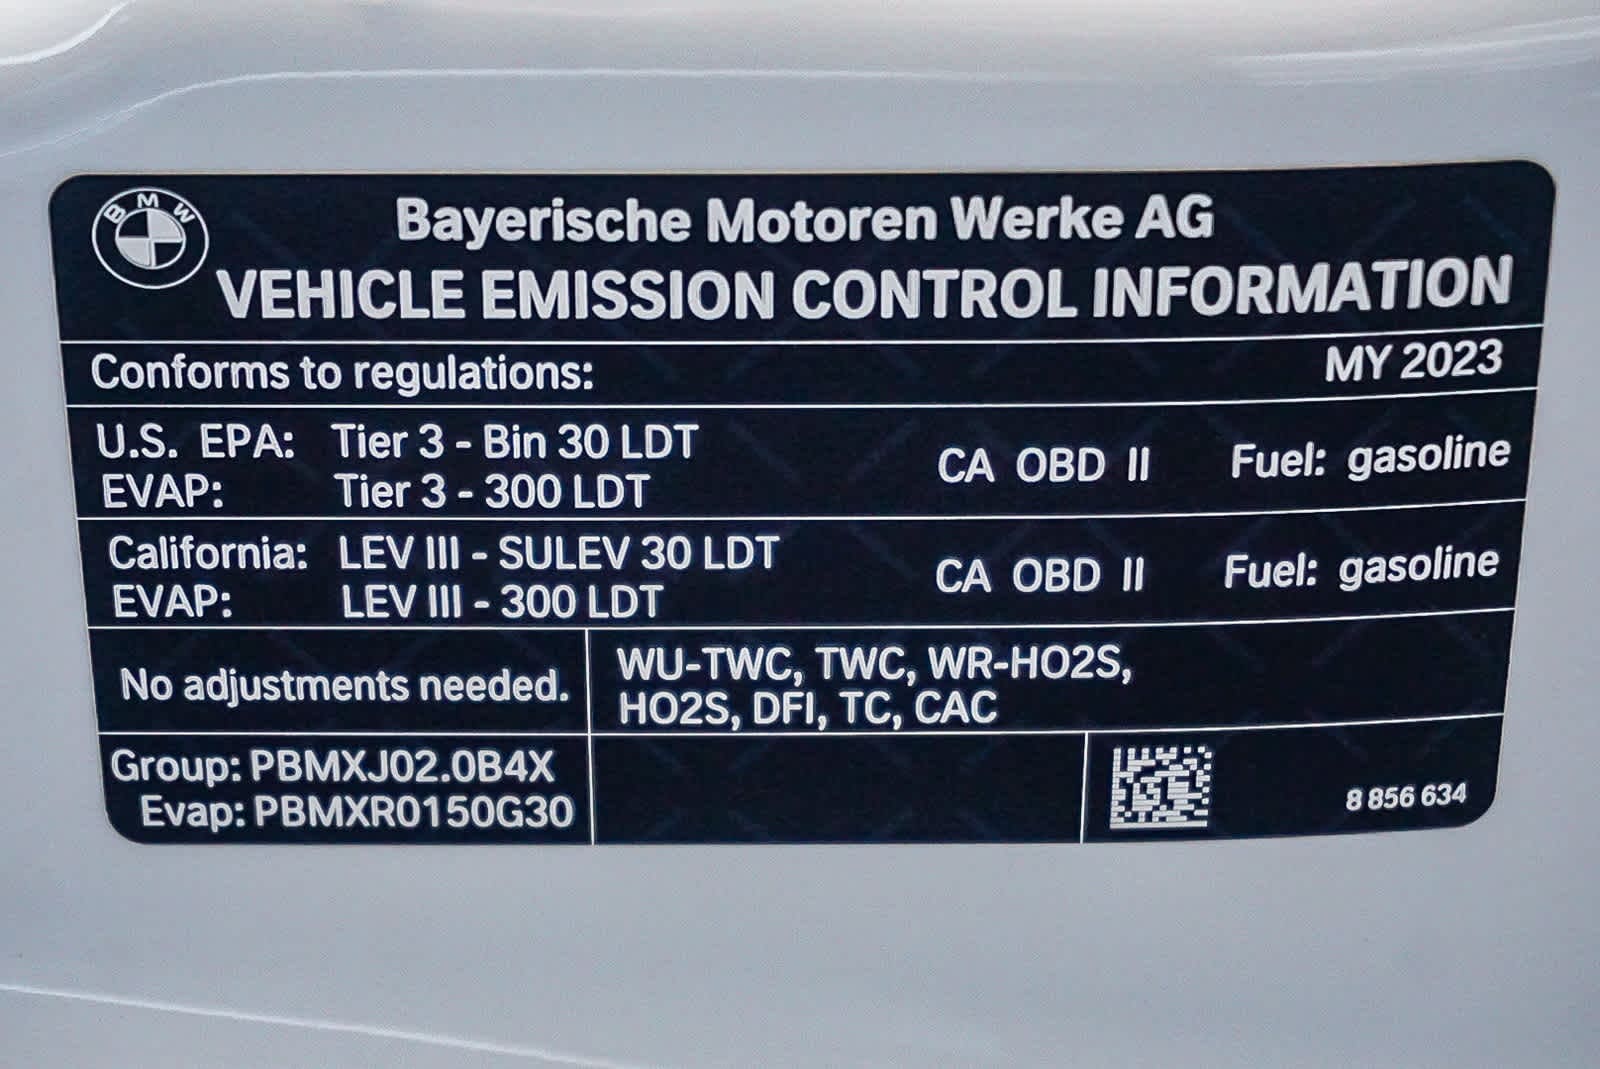 BMW
Bayerische Motoren Werke AG
VEHICLE EMISSION CONTROL INFORMATION
Conforms to regulations: MY 2023
U.S. EPA: Tier 3 - Bin 30 LDT CA OBD II Fuel: gasoline
EVAP: Tier 3 - 300 LDT
California: LEV III - SULEV 30 LDT CA OBD II Fuel: gasoline
EVAP: LEV III - 300 LDT
No adjustments needed.
WU-TWC, TWC, WR-HO2S,
HO2S, DFI, TC, CAC
Group: PBMXJ02.0B4X
Evap: PBMXR0150G30
8 856 634